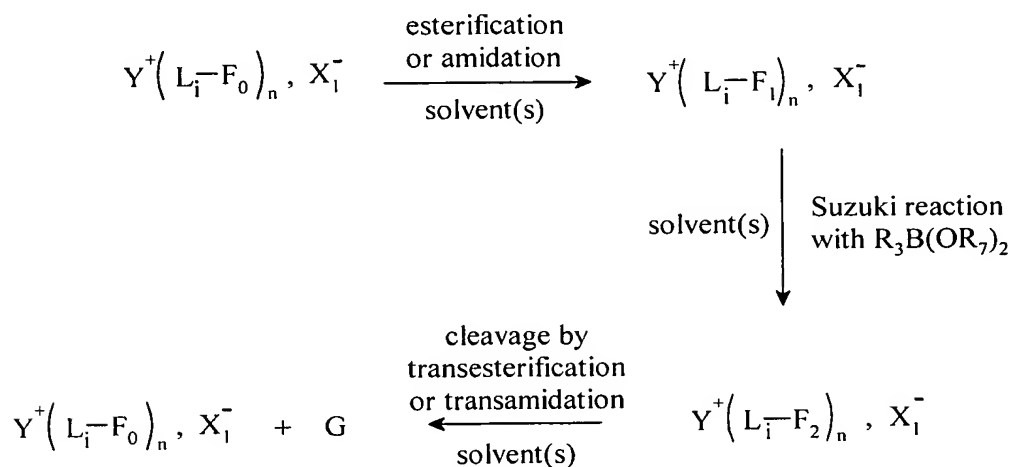 esterification
or amidation
Y⁺( Lᵢ—F₀ )ₙ , X₁⁻
solvent(s)
Y⁺( Lᵢ—F₁ )ₙ , X₁⁻
solvent(s)
Suzuki reaction
with R₃B(OR₇)₂
cleavage by
transesterification
or transamidation
Y⁺( Lᵢ—F₀ )ₙ , X₁⁻ + G
solvent(s)
Y⁺( Lᵢ—F₂ )ₙ , X₁⁻